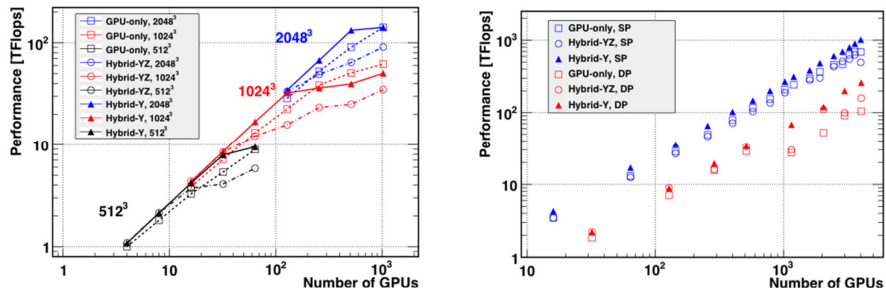 Performance [TFlops]
10²
10
1
GPU-only, 2048³
GPU-only, 1024³
GPU-only, 512³
Hybrid-YZ, 2048³
Hybrid-YZ, 1024³
Hybrid-YZ, 512³
Hybrid-Y, 2048³
Hybrid-Y, 1024³
Hybrid-Y, 512³
2048³
1024³
512³
1
10
10²
10³
Number of GPUs
Performance [TFlops]
10³
10²
10
1
GPU-only, SP
Hybrid-YZ, SP
Hybrid-Y, SP
GPU-only, DP
Hybrid-YZ, DP
Hybrid-Y, DP
10
10²
10³
Number of GPUs